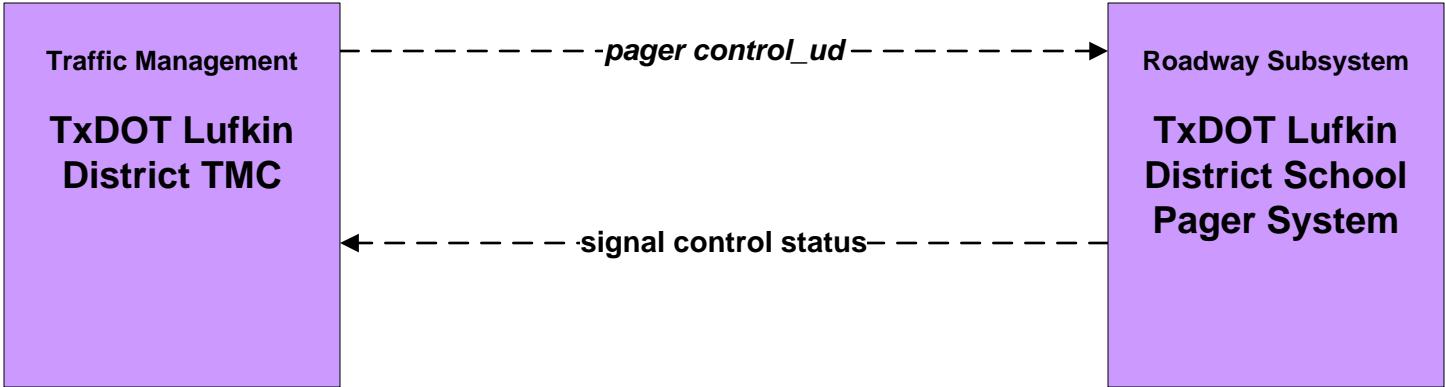 Traffic Management
TxDOT Lufkin
District TMC
pager control_ud
signal control status
Roadway Subsystem
TxDOT Lufkin
District School
Pager System